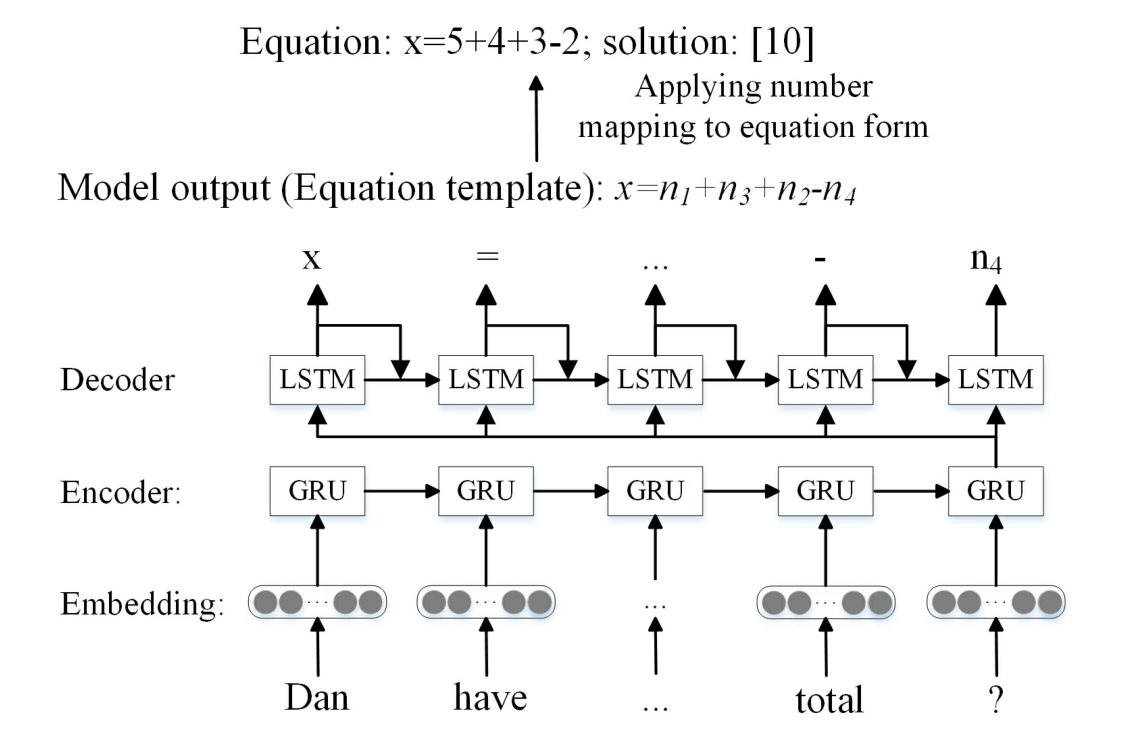 Equation: x=5+4+3-2; solution: [10]
Applying number
mapping to equation form
Model output (Equation template): x=n₁+n₃+n₂-n₄
x = ... - n₄
Decoder LSTM LSTM LSTM LSTM LSTM
Encoder: GRU GRU GRU GRU GRU
Embedding: ... ... ... ... ...
Dan have ... total ?